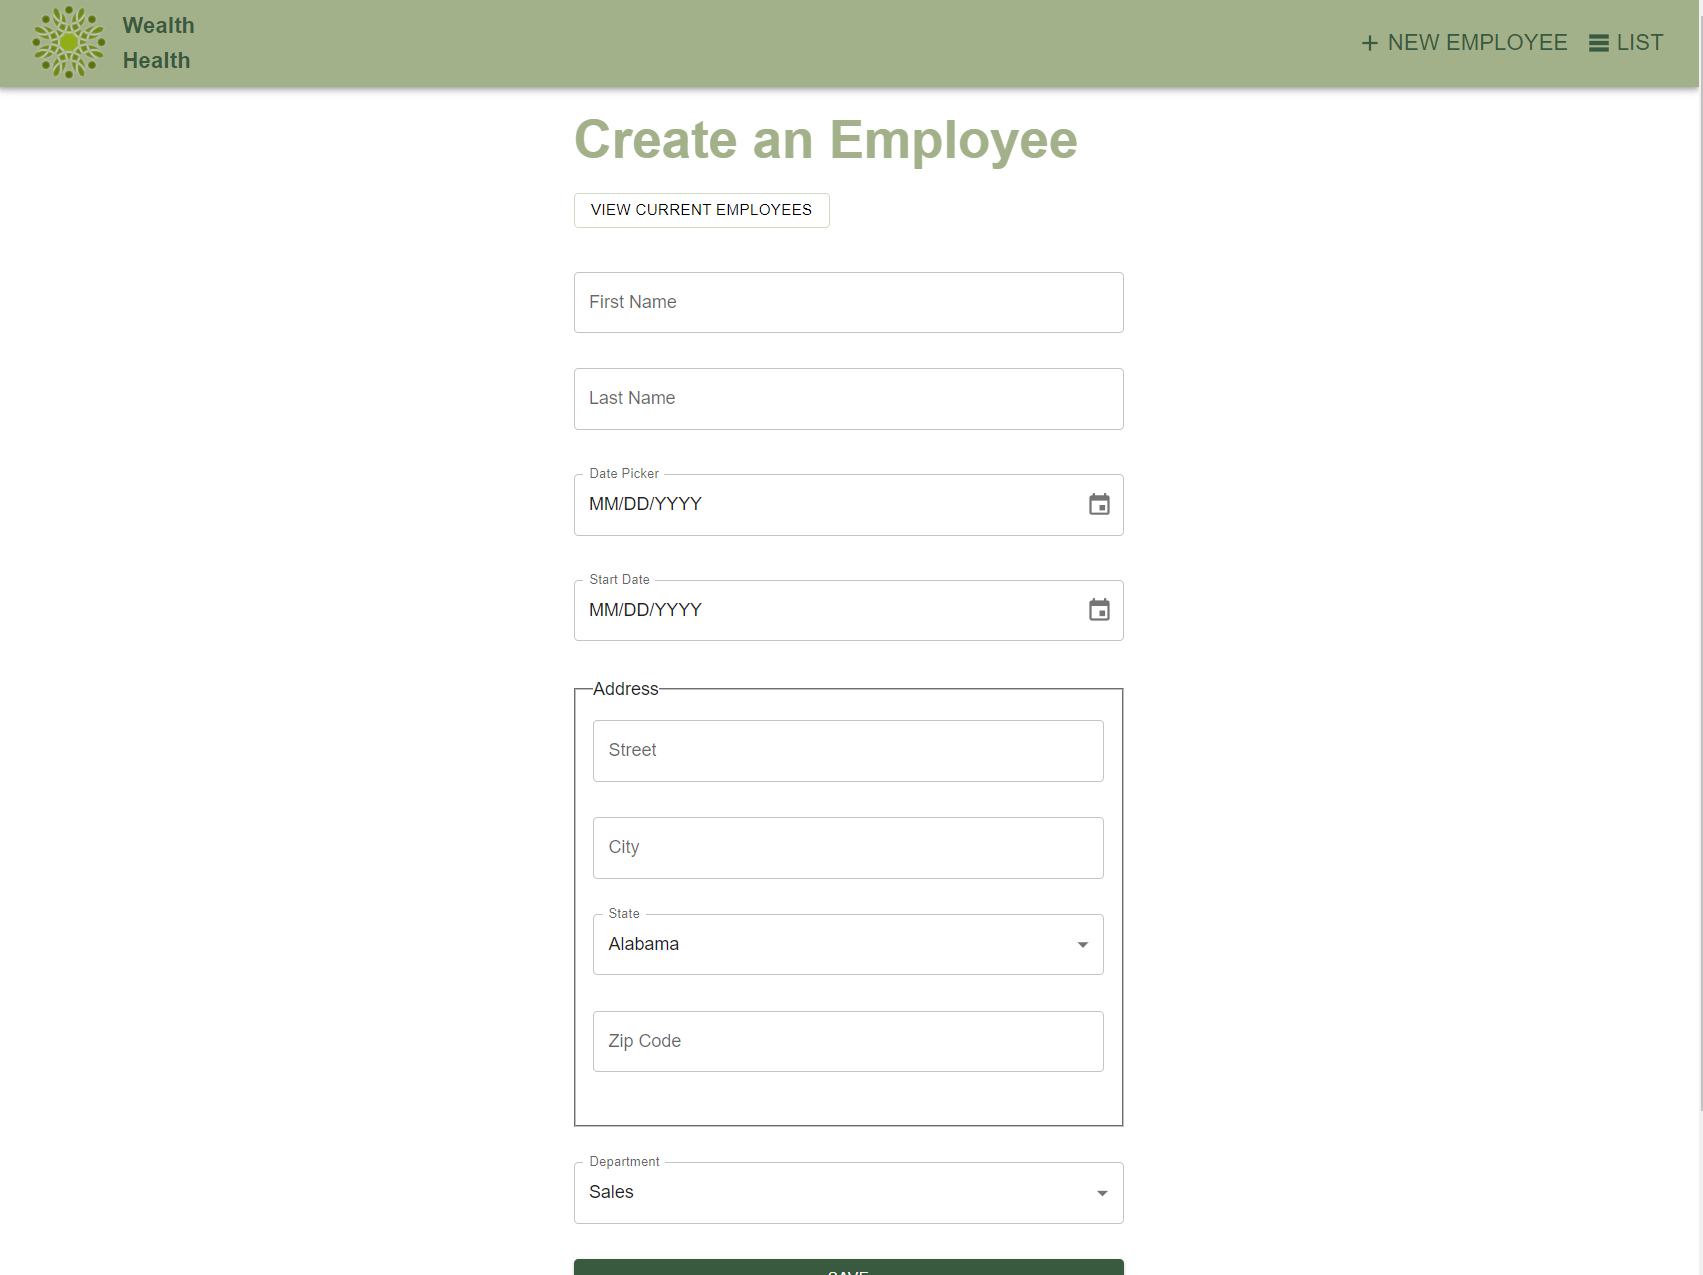 Wealth
Health
NEW EMPLOYEE LIST
Create an Employee
VIEW CURRENT EMPLOYEES
First Name
Last Name
Date Picker
MM/DD/YYYY
Start Date
MM/DD/YYYY
Address
Street
City
State
Alabama
Zip Code
Department
Sales
SAVE